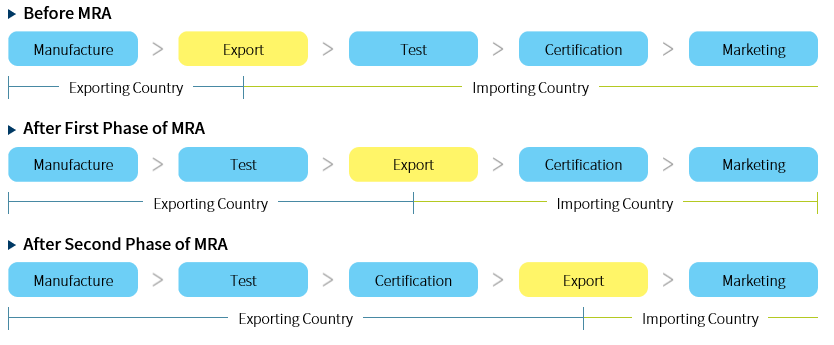 Before MRA
Manufacture > Export > Test > Certification > Marketing
Exporting Country Importing Country
After First Phase of MRA
Manufacture > Test > Export > Certification > Marketing
Exporting Country Importing Country
After Second Phase of MRA
Manufacture > Test > Certification > Export > Marketing
Exporting Country Importing Country